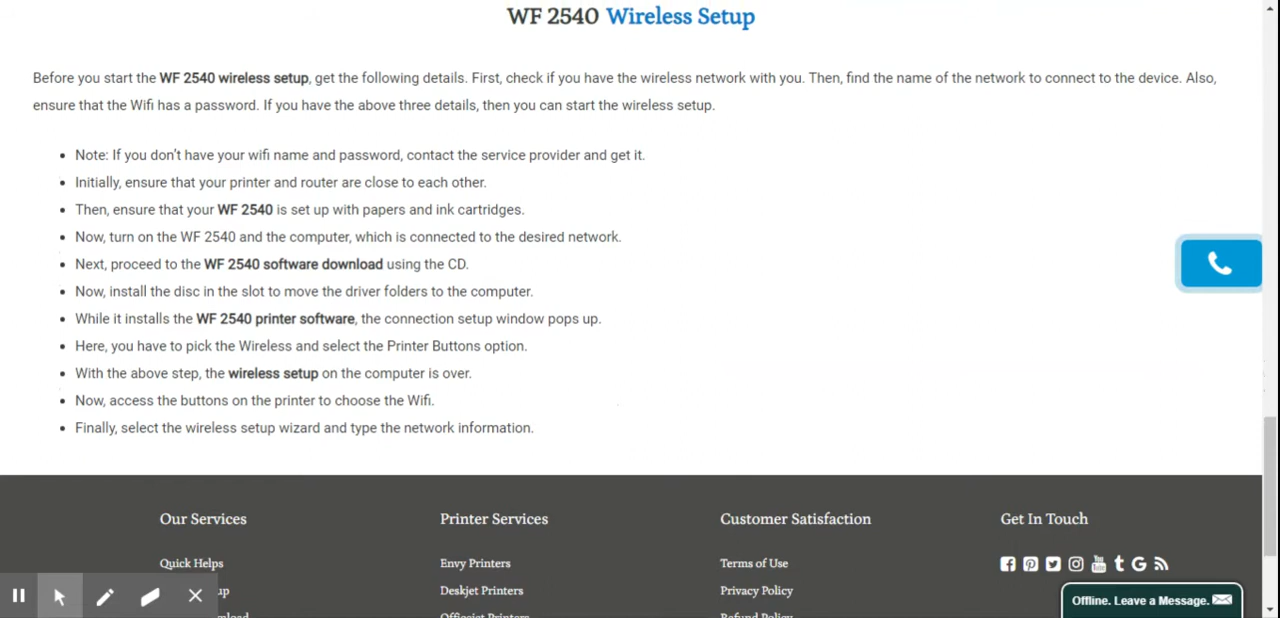 WF 2540 Wireless Setup
Before you start the WF 2540 wireless setup, get the following details. First, check if you have the wireless network with you. Then, find the name of the network to connect to the device. Also,
ensure that the Wifi has a password. If you have the above three details, then you can start the wireless setup.
Note: If you don't have your wifi name and password, contact the service provider and get it.
Initially, ensure that your printer and router are close to each other.
Then, ensure that your WF 2540 is set up with papers and ink cartridges.
Now, turn on the WF 2540 and the computer, which is connected to the desired network.
Next, proceed to the WF 2540 software download using the CD.
Now, install the disc in the slot to move the driver folders to the computer.
While it installs the WF 2540 printer software, the connection setup window pops up.
Here, you have to pick the Wireless and select the Printer Buttons option.
With the above step, the wireless setup on the computer is over.
Now, access the buttons on the printer to choose the Wifi.
Finally, select the wireless setup wizard and type the network information.
Our Services Printer Services Customer Satisfaction Get In Touch
Quick Helps Envy Printers Terms of Use
Deskjet Printers Privacy Policy
Officejet Printers Refund Policy
Offline. Leave a Message.